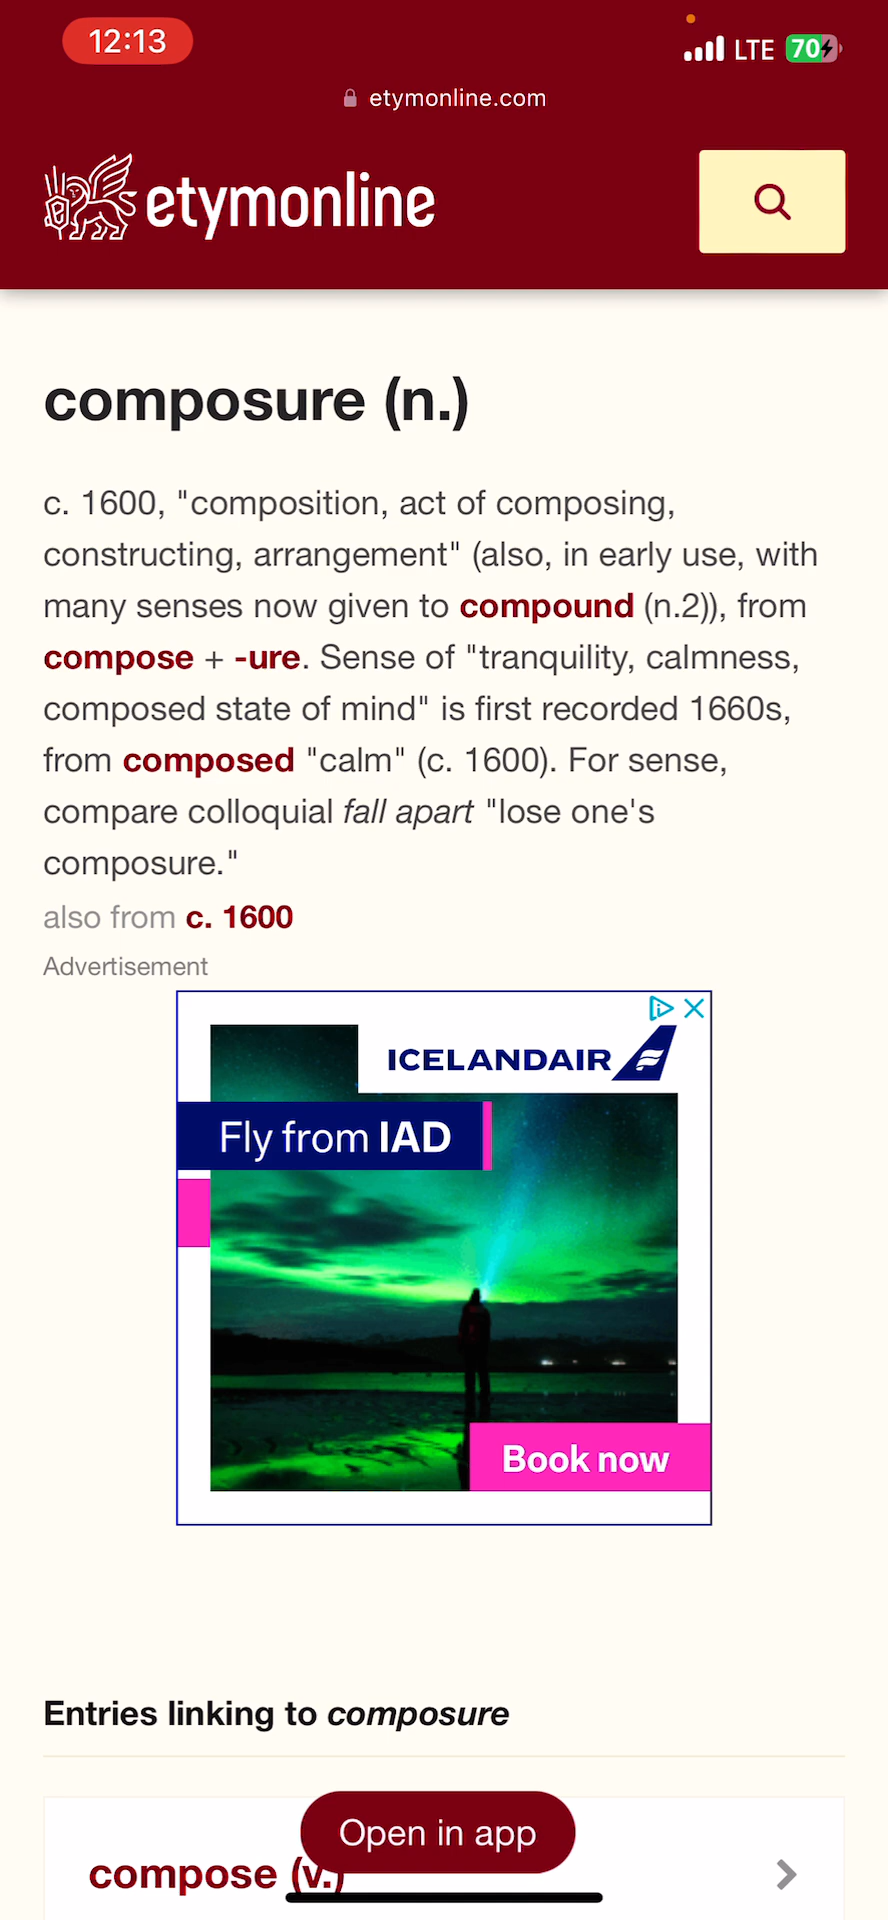 12:13
LTE 70
etymonline.com
etymonline
composure (n.)
c. 1600, "composition, act of composing,
constructing, arrangement" (also, in early use, with
many senses now given to compound (n.2)), from
compose + -ure. Sense of "tranquility, calmness,
composed state of mind" is first recorded 1660s,
from composed "calm" (c. 1600). For sense,
compare colloquial fall apart "lose one's
composure."
also from c. 1600
Advertisement
ICELANDAIR
Fly from IAD
Book now
Entries linking to composure
Open in app
compose (v.)